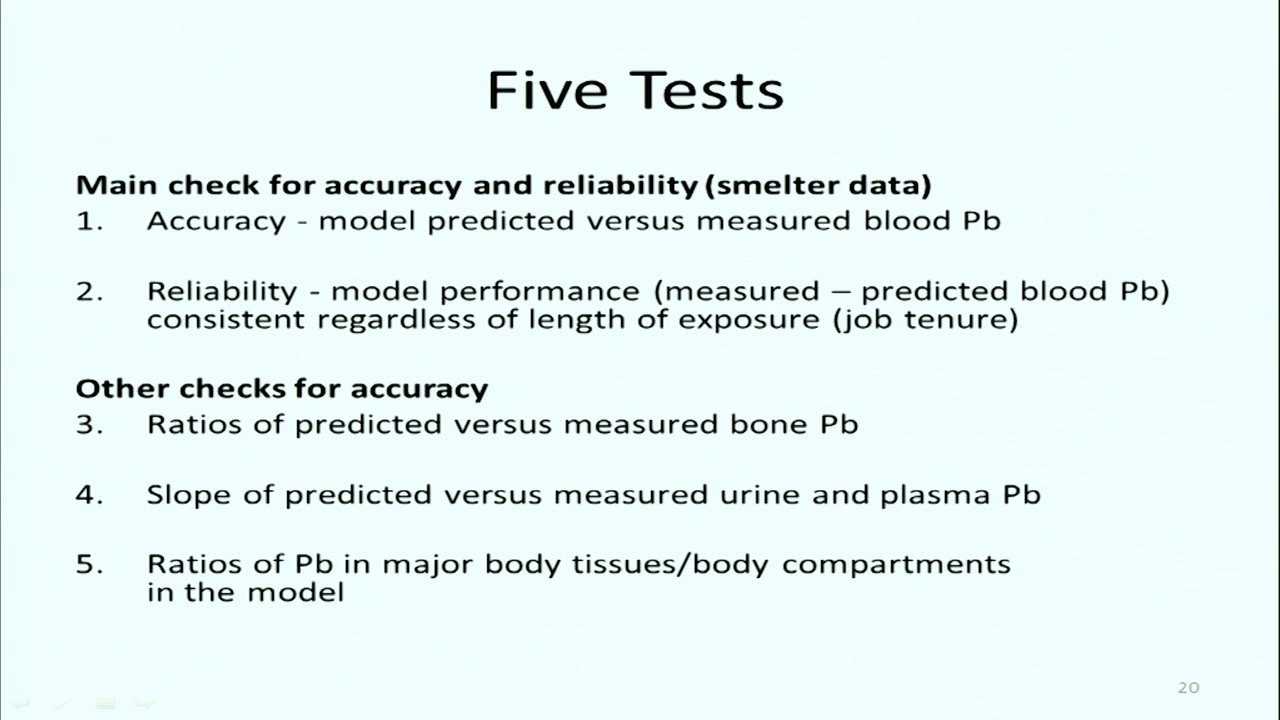 Five Tests
Main check for accuracy and reliability (smelter data)
1. Accuracy - model predicted versus measured blood Pb
2. Reliability - model performance (measured – predicted blood Pb)
consistent regardless of length of exposure (job tenure)
Other checks for accuracy
3. Ratios of predicted versus measured bone Pb
4. Slope of predicted versus measured urine and plasma Pb
5. Ratios of Pb in major body tissues/body compartments
in the model
20